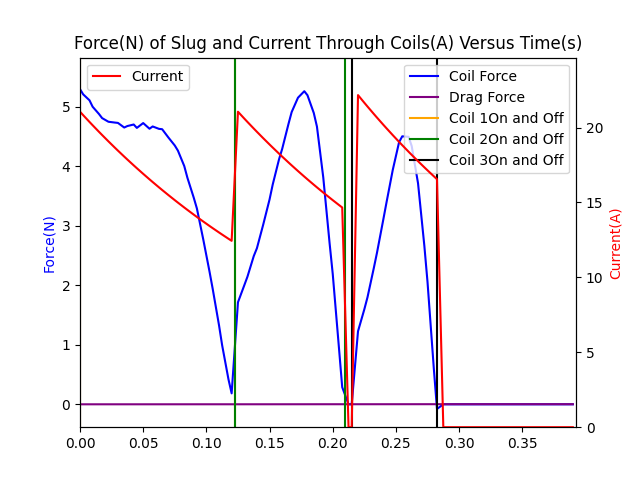 Force(N) of Slug and Current Through Coils(A) Versus Time(s)
Current
Coil Force
Drag Force
Coil 1On and Off
Coil 2On and Off
Coil 3On and Off
Force(N)
5
4
3
2
1
0
Current(A)
20
15
10
5
0
0.00 0.05 0.10 0.15 0.20 0.25 0.30 0.35